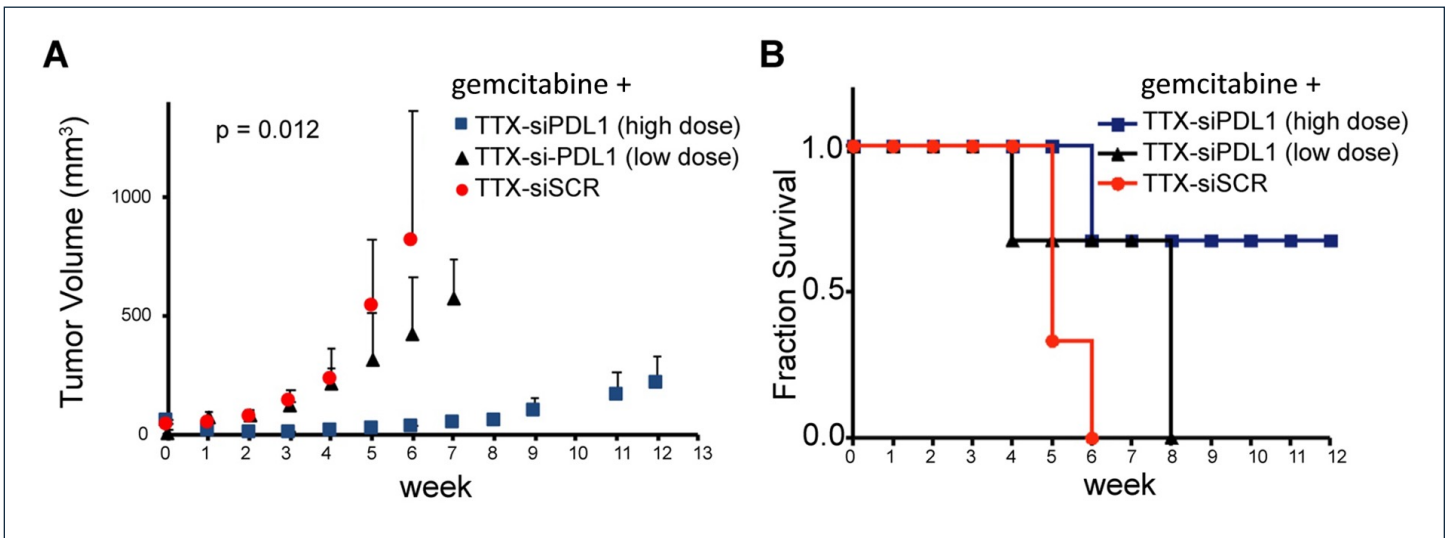 A
gemcitabine +
p = 0.012
TTX-siPDL1 (high dose)
TTX-si-PDL1 (low dose)
TTX-siSCR
Tumor Volume (mm³)
1000
500
0
0 1 2 3 4 5 6 7 8 9 10 11 12 13
week
B
gemcitabine +
TTX-siPDL1 (high dose)
TTX-siPDL1 (low dose)
TTX-siSCR
Fraction Survival
1.0
0.5
0.0
0 1 2 3 4 5 6 7 8 9 10 11 12
week